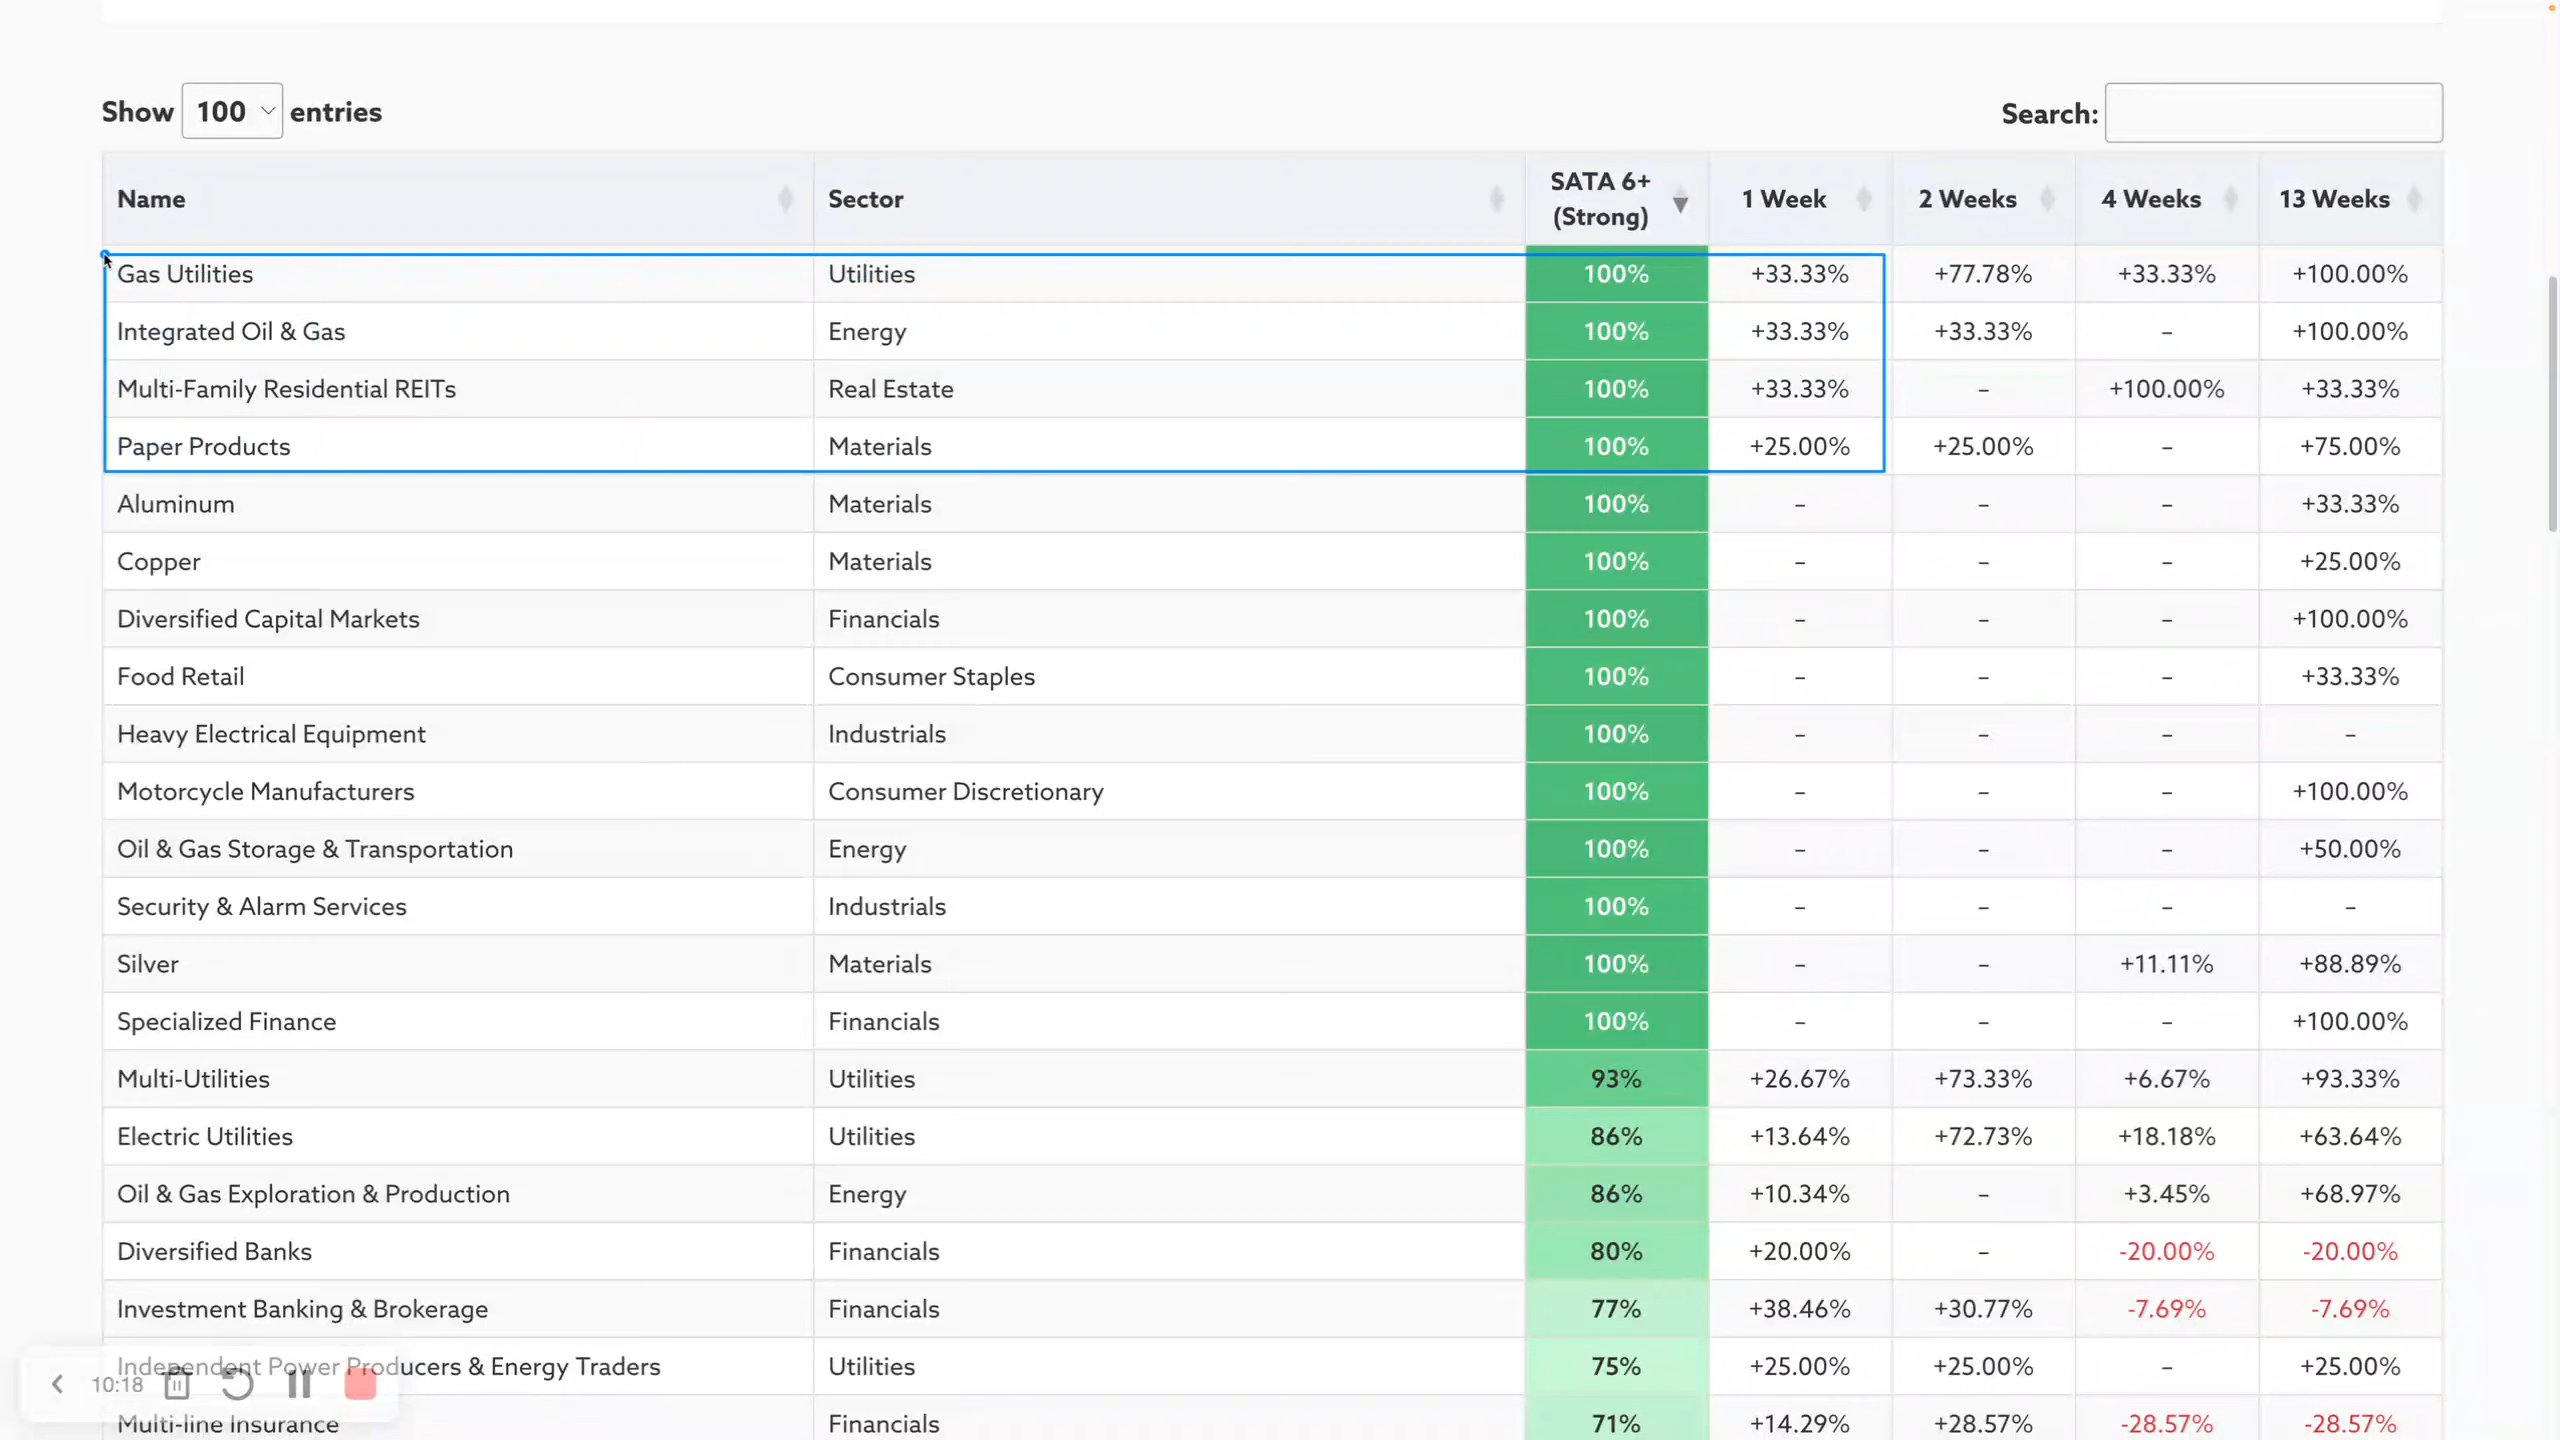 Show 100 entries Search:
Name Sector SATA 6+ (Strong) 1 Week 2 Weeks 4 Weeks 13 Weeks
Gas Utilities Utilities 100% +33.33% +77.78% +33.33% +100.00%
Integrated Oil & Gas Energy 100% +33.33% +33.33% – +100.00%
Multi-Family Residential REITs Real Estate 100% +33.33% – +100.00% +33.33%
Paper Products Materials 100% +25.00% +25.00% – +75.00%
Aluminum Materials 100% – – – +33.33%
Copper Materials 100% – – – +25.00%
Diversified Capital Markets Financials 100% – – – +100.00%
Food Retail Consumer Staples 100% – – – +33.33%
Heavy Electrical Equipment Industrials 100% – – – –
Motorcycle Manufacturers Consumer Discretionary 100% – – – +100.00%
Oil & Gas Storage & Transportation Energy 100% – – – +50.00%
Security & Alarm Services Industrials 100% – – – –
Silver Materials 100% – – +11.11% +88.89%
Specialized Finance Financials 100% – – – +100.00%
Multi-Utilities Utilities 93% +26.67% +73.33% +6.67% +93.33%
Electric Utilities Utilities 86% +13.64% +72.73% +18.18% +63.64%
Oil & Gas Exploration & Production Energy 86% +10.34% – +3.45% +68.97%
Diversified Banks Financials 80% +20.00% – -20.00% -20.00%
Investment Banking & Brokerage Financials 77% +38.46% +30.77% -7.69% -7.69%
Independent Power Producers & Energy Traders Utilities 75% +25.00% +25.00% – +25.00%
10:18
Multi-line Insurance Financials 71% +14.29% +28.57% -28.57% -28.57%